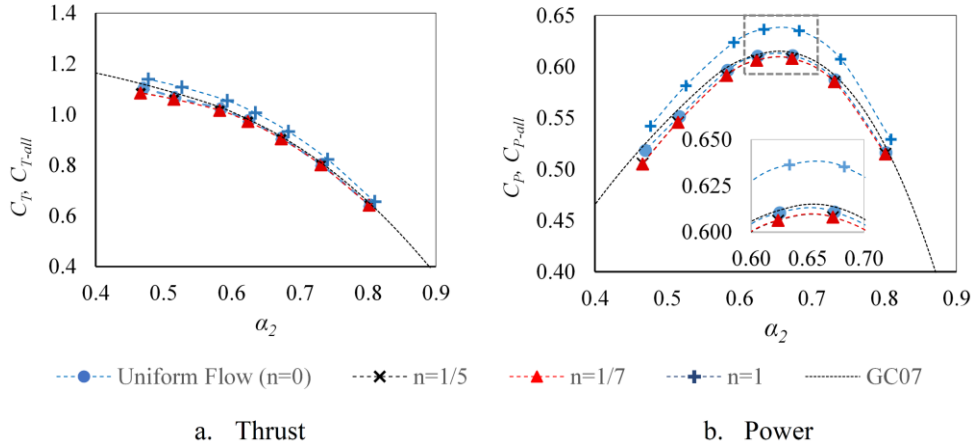 1.4
1.2
1.0
0.8
0.6
0.4
0.4 0.5 0.6 0.7 0.8 0.9
C_T, C_{T-all}
α_2
0.65
0.60
0.55
0.50
0.45
0.40
0.4 0.5 0.6 0.7 0.8 0.9
C_P, C_{P-all}
α_2
0.650
0.625
0.600
0.60 0.65 0.70
Uniform Flow (n=0) n=1/5 n=1/7 n=1 GC07
a. Thrust b. Power